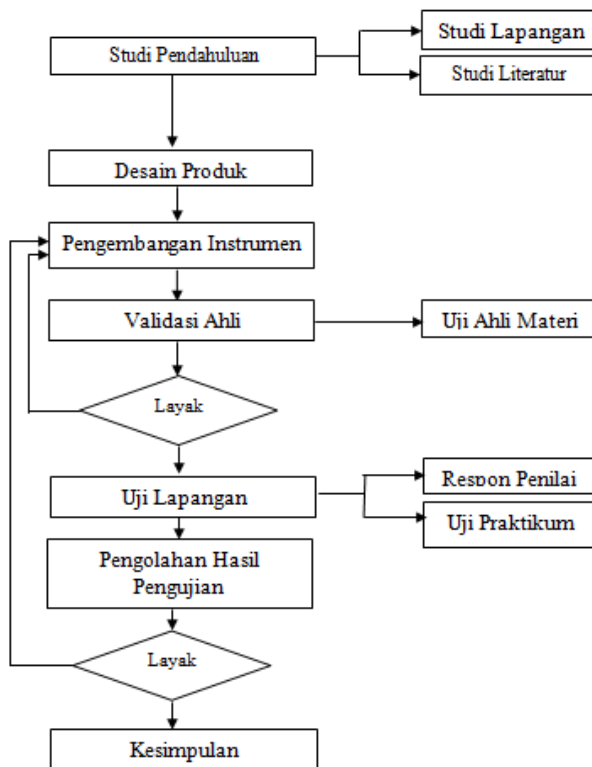 Studi Pendahuluan
Studi Lapangan
Studi Literatur
Desain Produk
Pengembangan Instrumen
Validasi Ahli
Uji Ahli Materi
Layak
Uji Lapangan
Respon Penilai
Uji Praktikum
Pengolahan Hasil
Pengujian
Layak
Kesimpulan